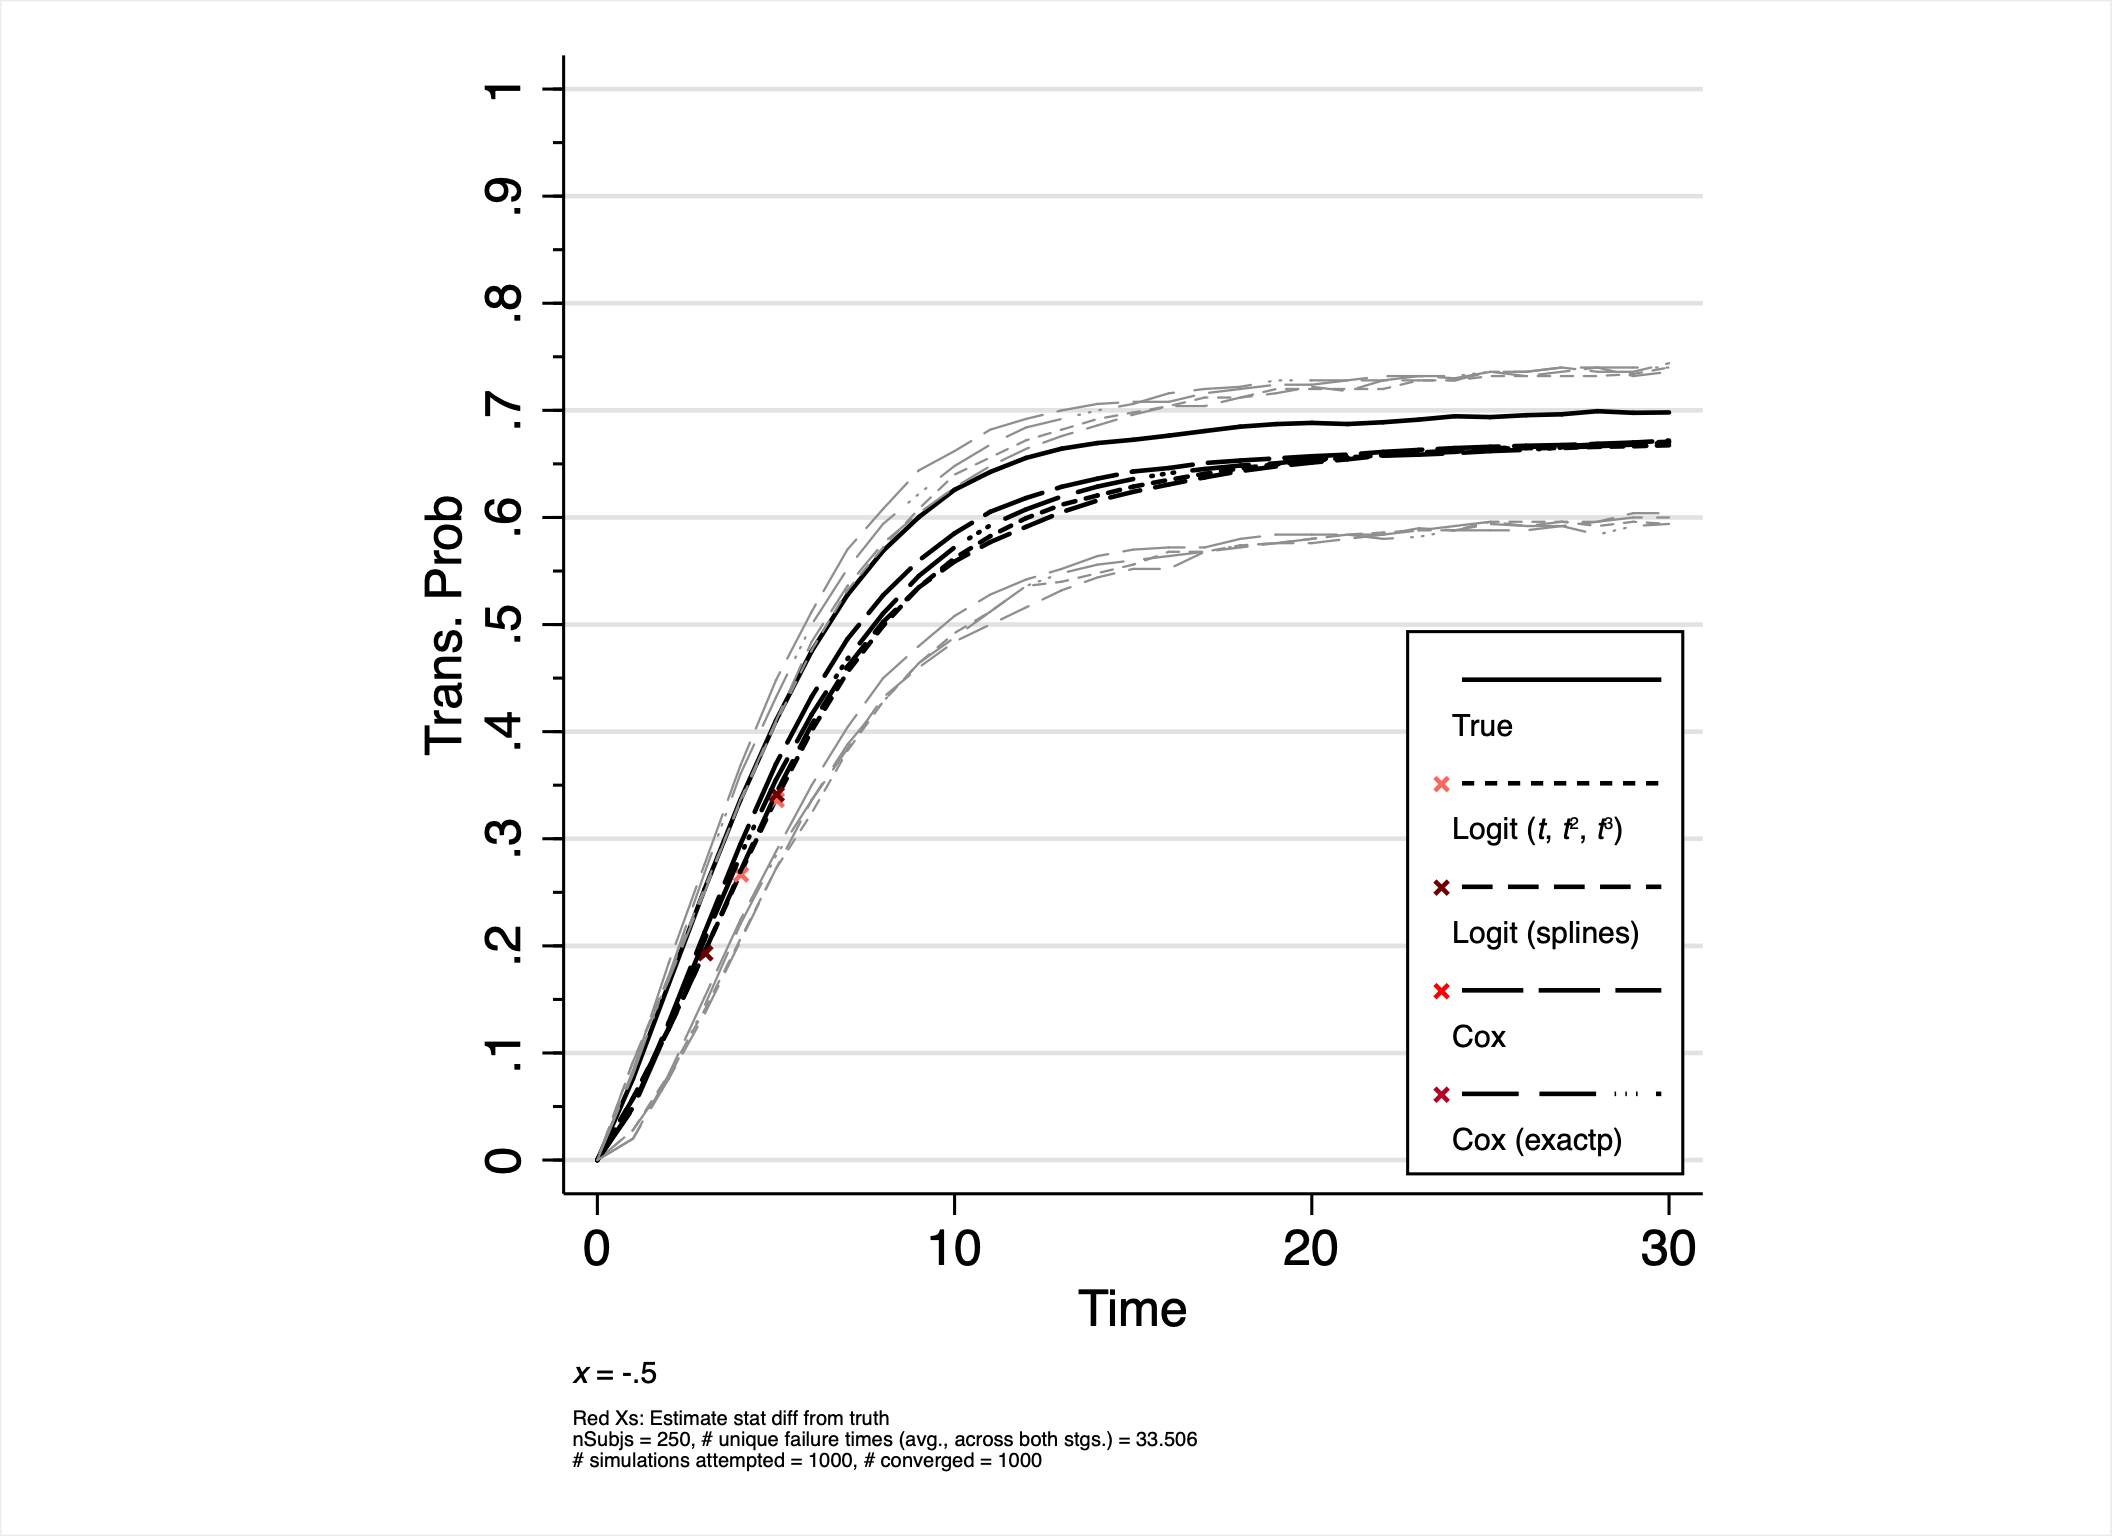 1
.9
.8
.7
.6
.5
.4
.3
.2
.1
0
Trans. Prob
0 10 20 30
Time
True
Logit (t, t², t³)
Logit (splines)
Cox
Cox (exactp)
x = -.5
Red Xs: Estimate stat diff from truth
nSubjs = 250, # unique failure times (avg., across both stgs.) = 33.506
# simulations attempted = 1000, # converged = 1000